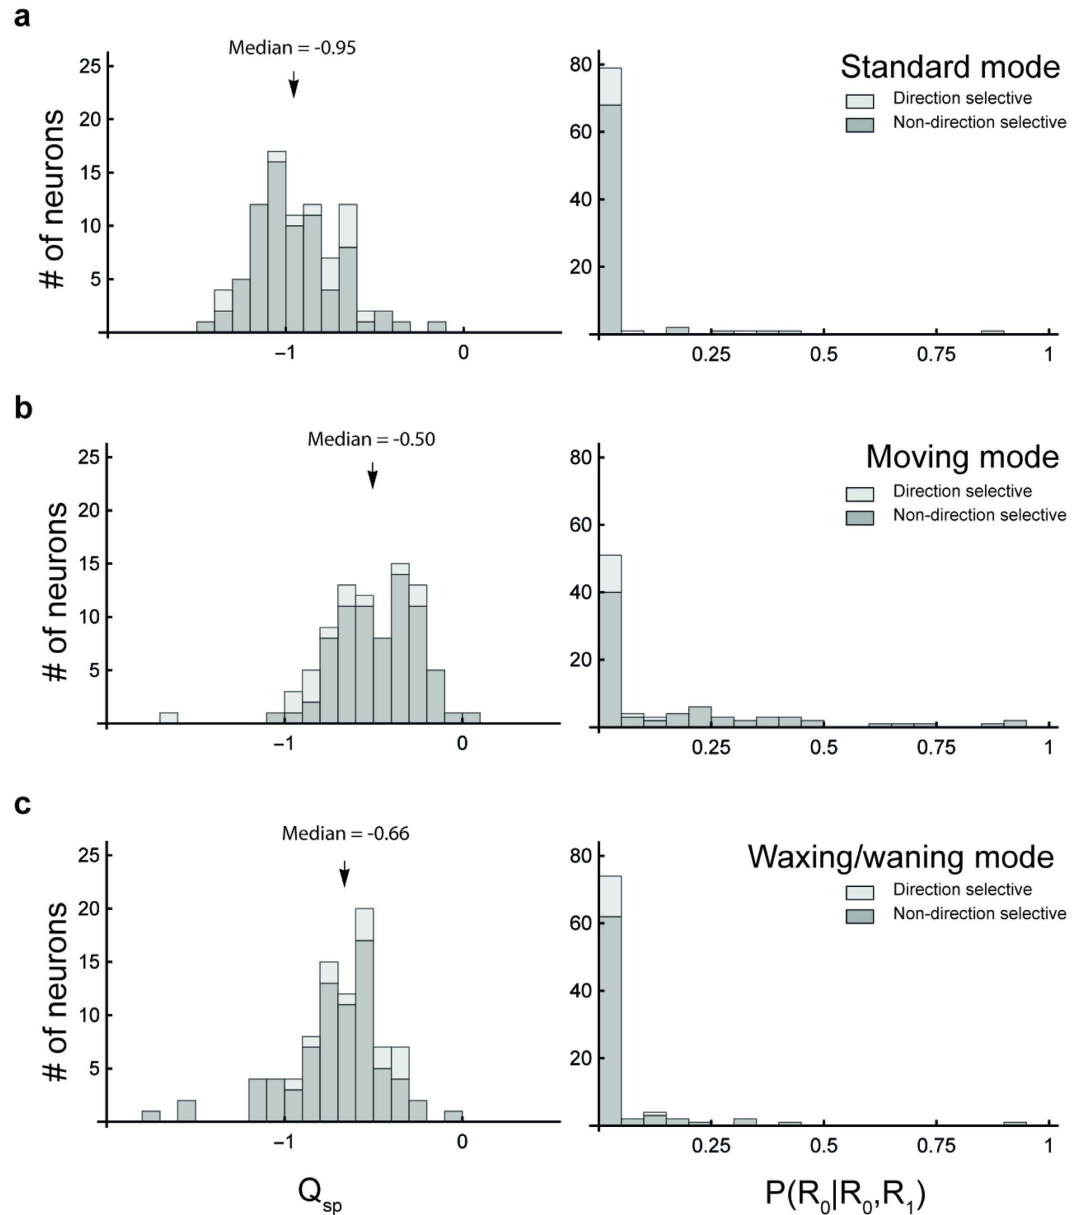 a
Median = -0.95
# of neurons
25
20
15
10
5
−1
0
Standard mode
Direction selective
Non-direction selective
80
60
40
20
0.25
0.5
0.75
1
b
Median = -0.50
# of neurons
25
20
15
10
5
−1
0
Moving mode
Direction selective
Non-direction selective
80
60
40
20
0.25
0.5
0.75
1
c
Median = -0.66
# of neurons
25
20
15
10
5
−1
0
Qsp
Waxing/waning mode
Direction selective
Non-direction selective
80
60
40
20
0.25
0.5
0.75
1
P(R0|R0,R1)